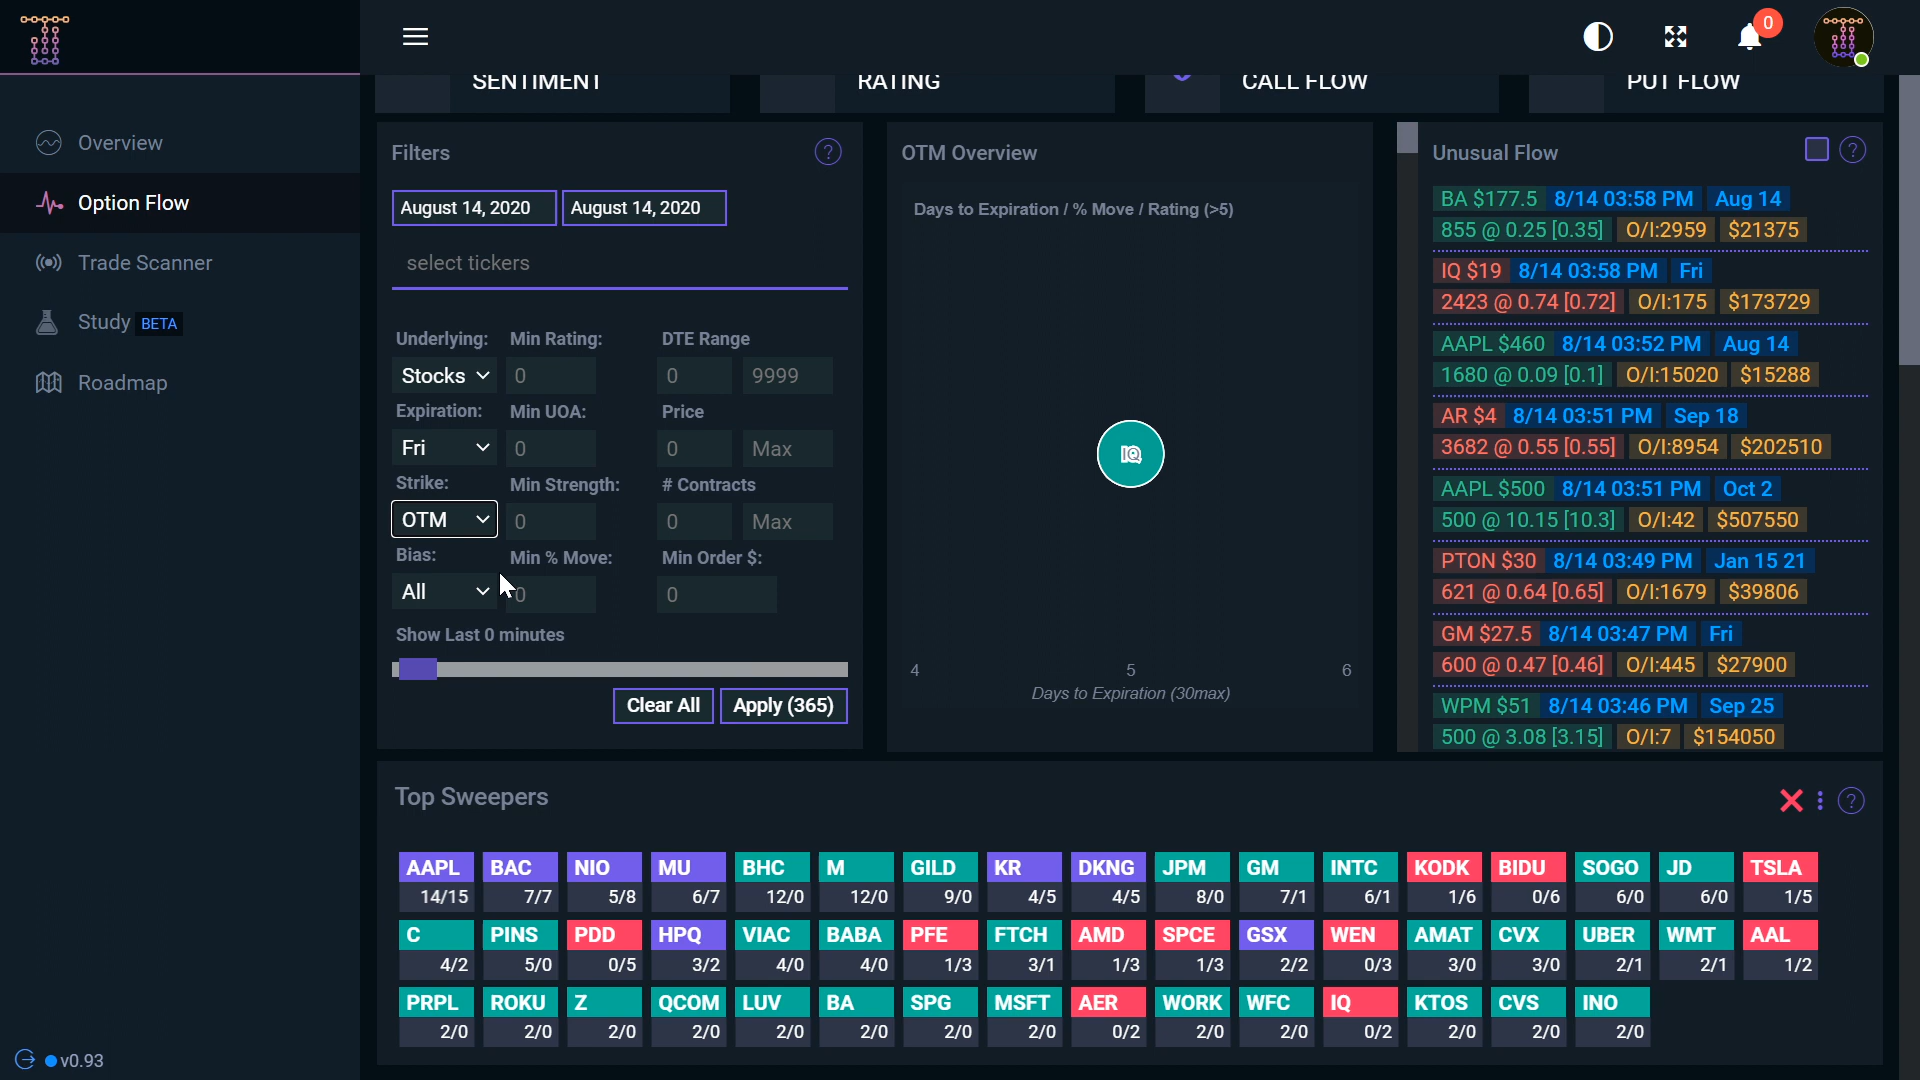 0
SENTIMENT
RATING
CALL FLOW
PUT FLOW
Overview
Option Flow
Trade Scanner
Study BETA
Roadmap
v0.93
Filters ?
August 14, 2020 August 14, 2020
select tickers
Underlying: Min Rating: DTE Range
Stocks 0 0 9999
Expiration: Min UOA: Price
Fri 0 0 Max
Strike: Min Strength: # Contracts
OTM 0 0 Max
Bias: Min % Move: Min Order $:
All 0 0
Show Last 0 minutes
Clear All Apply (365)
OTM Overview
Days to Expiration / % Move / Rating (>5)
IQ
4 5 6
Days to Expiration (30max)
Unusual Flow ?
BA $177.5 8/14 03:58 PM Aug 14
855 @ 0.25 [0.35] O/I:2959 $21375
IQ $19 8/14 03:58 PM Fri
2423 @ 0.74 [0.72] O/I:175 $173729
AAPL $460 8/14 03:52 PM Aug 14
1680 @ 0.09 [0.1] O/I:15020 $15288
AR $4 8/14 03:51 PM Sep 18
3682 @ 0.55 [0.55] O/I:8954 $202510
AAPL $500 8/14 03:51 PM Oct 2
500 @ 10.15 [10.3] O/I:42 $507550
PTON $30 8/14 03:49 PM Jan 15 21
621 @ 0.64 [0.65] O/I:1679 $39806
GM $27.5 8/14 03:47 PM Fri
600 @ 0.47 [0.46] O/I:445 $27900
WPM $51 8/14 03:46 PM Sep 25
500 @ 3.08 [3.15] O/I:7 $154050
Top Sweepers ?
AAPL BAC NIO MU BHC M GILD KR DKNG JPM GM INTC KODK BIDU SOGO JD TSLA
14/15 7/7 5/8 6/7 12/0 12/0 9/0 4/5 4/5 8/0 7/1 6/1 1/6 0/6 6/0 6/0 1/5
C PINS PDD HPQ VIAC BABA PFE FTCH AMD SPCE GSX WEN AMAT CVX UBER WMT AAL
4/2 5/0 0/5 3/2 4/0 4/0 1/3 3/1 1/3 1/3 2/2 0/3 3/0 3/0 2/1 2/1 1/2
PRPL ROKU Z QCOM LUV BA SPG MSFT AER WORK WFC IQ KTOS CVS INO
2/0 2/0 2/0 2/0 2/0 2/0 2/0 2/0 0/2 2/0 2/0 0/2 2/0 2/0 2/0